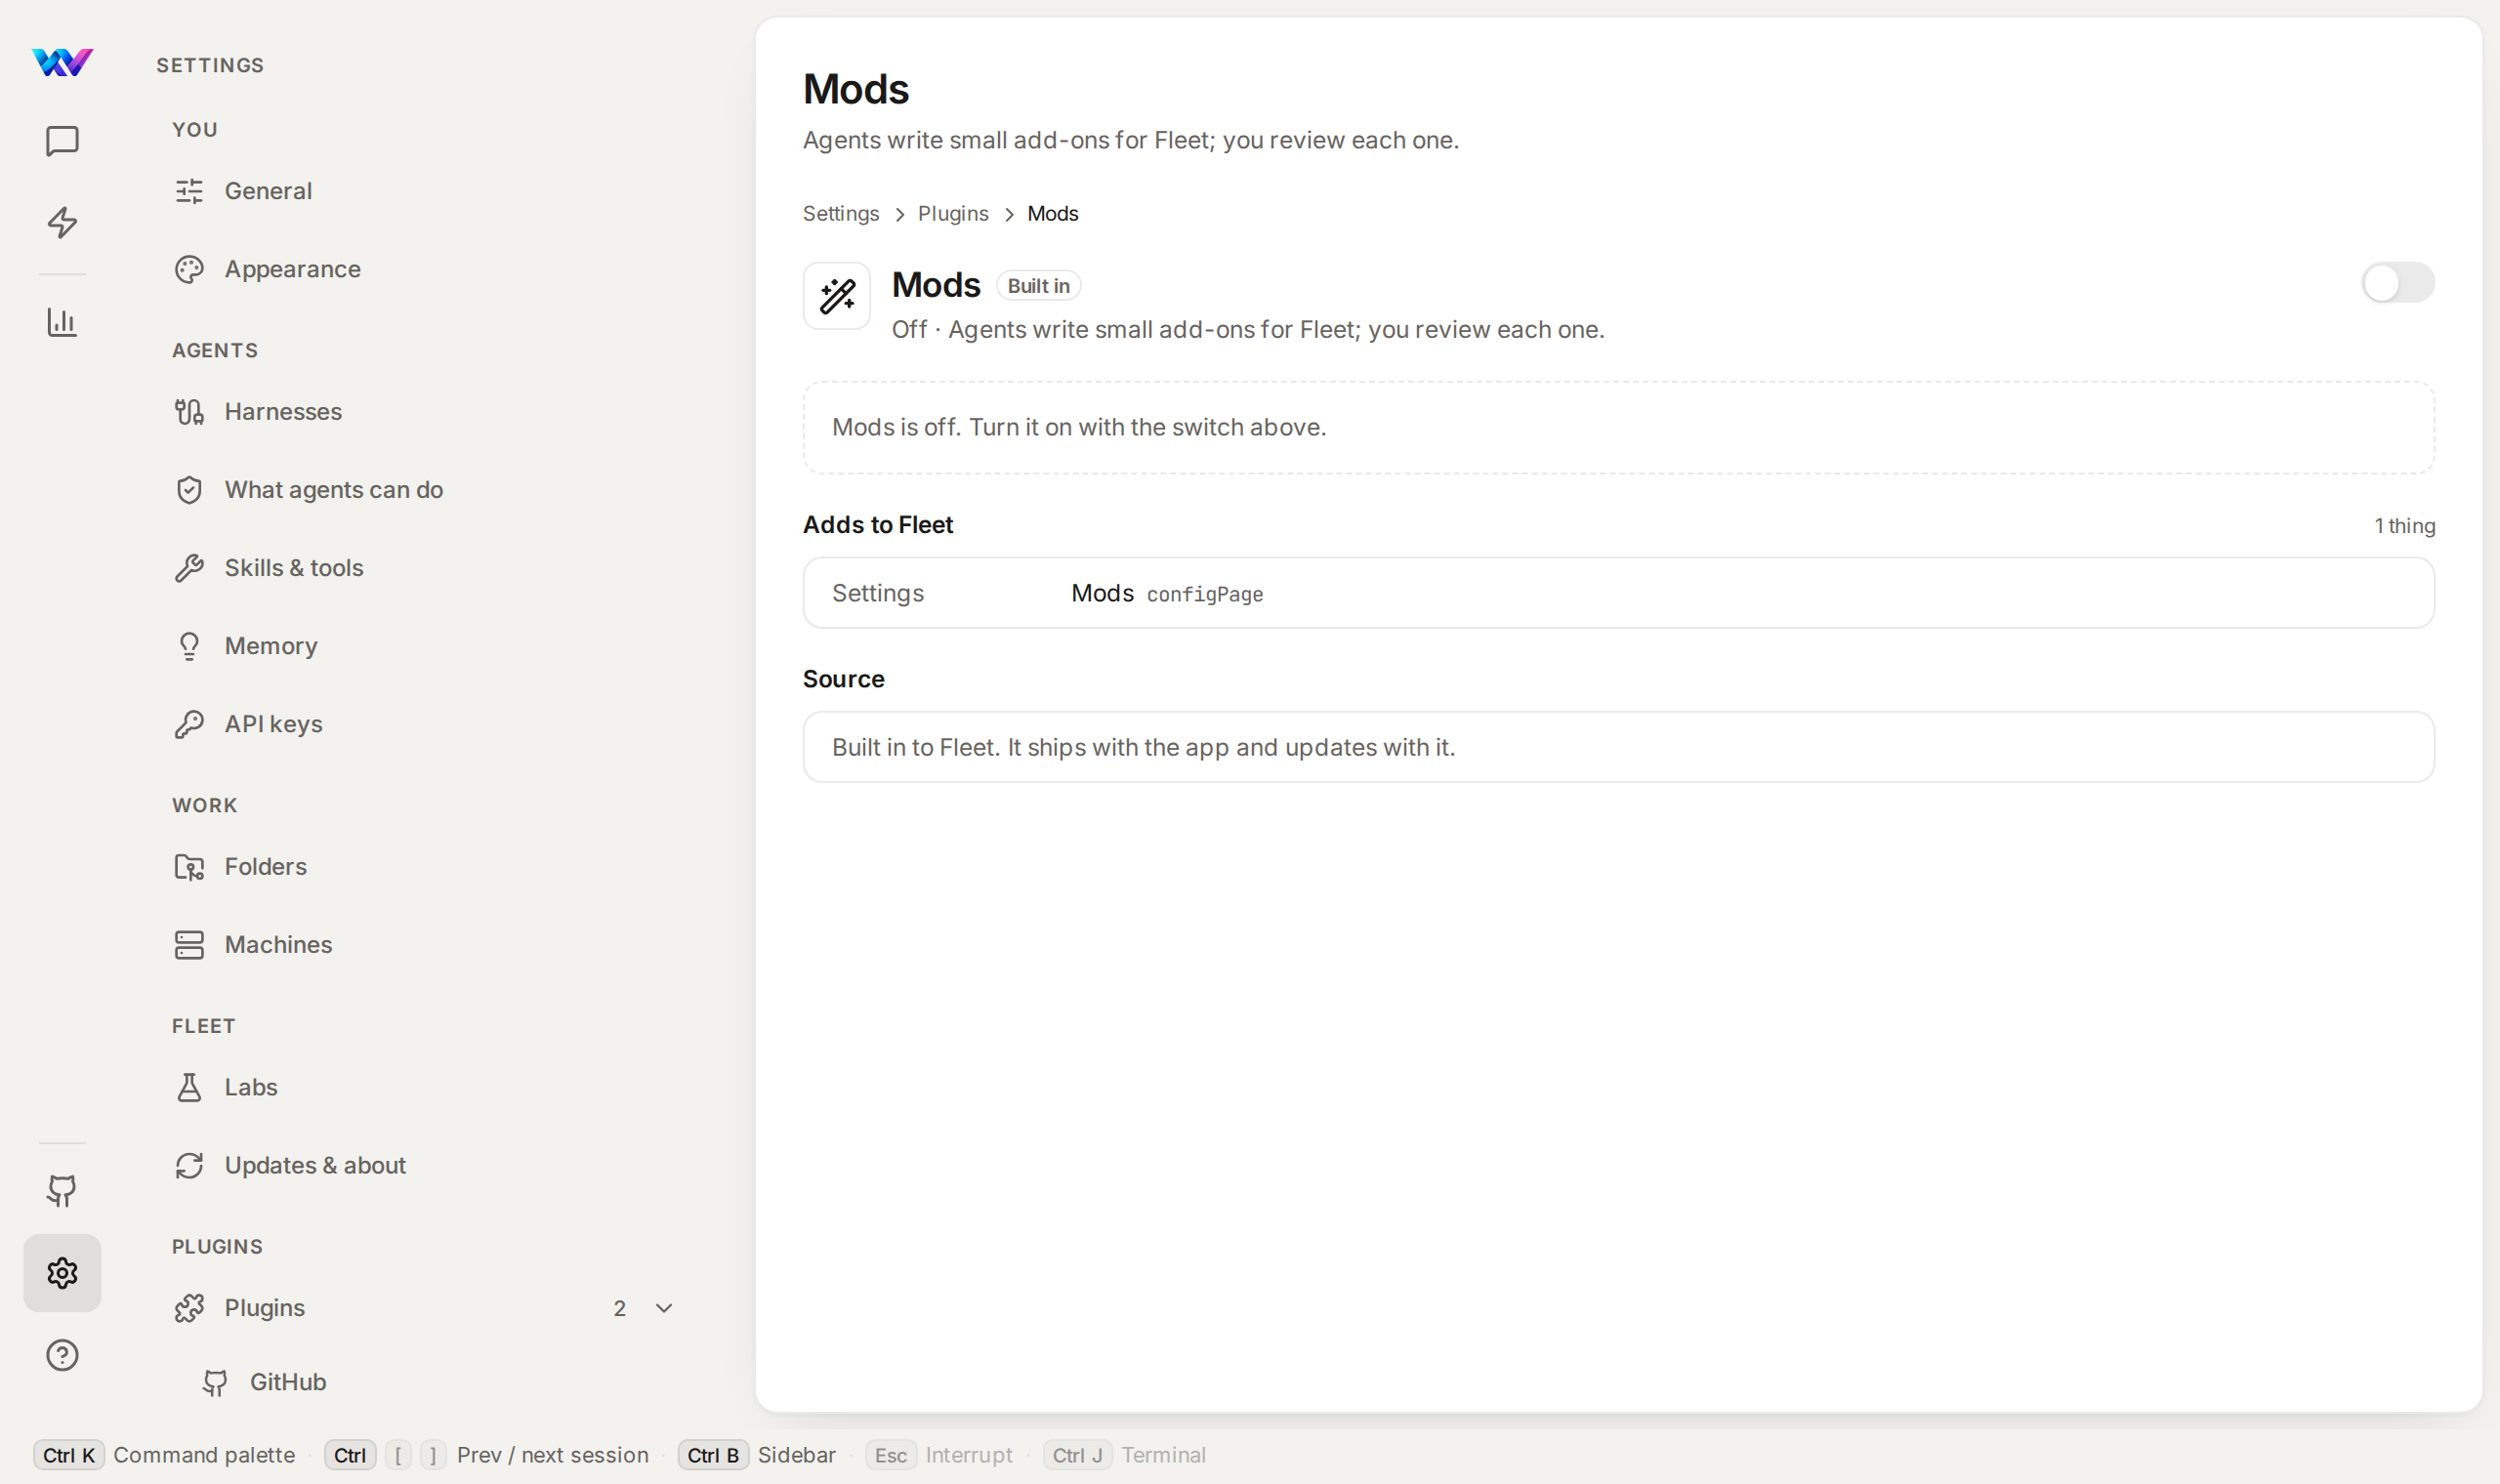 SETTINGS
YOU
General
Appearance
AGENTS
Harnesses
What agents can do
Skills & tools
Memory
API keys
WORK
Folders
Machines
FLEET
Labs
Updates & about
PLUGINS
Plugins 2
GitHub
Mods
Agents write small add-ons for Fleet; you review each one.
Settings > Plugins > Mods
Mods Built in
Off · Agents write small add-ons for Fleet; you review each one.
Mods is off. Turn it on with the switch above.
Adds to Fleet 1 thing
Settings Mods configPage
Source
Built in to Fleet. It ships with the app and updates with it.
Ctrl K Command palette · Ctrl [ ] Prev / next session · Ctrl B Sidebar · Esc Interrupt · Ctrl J Terminal